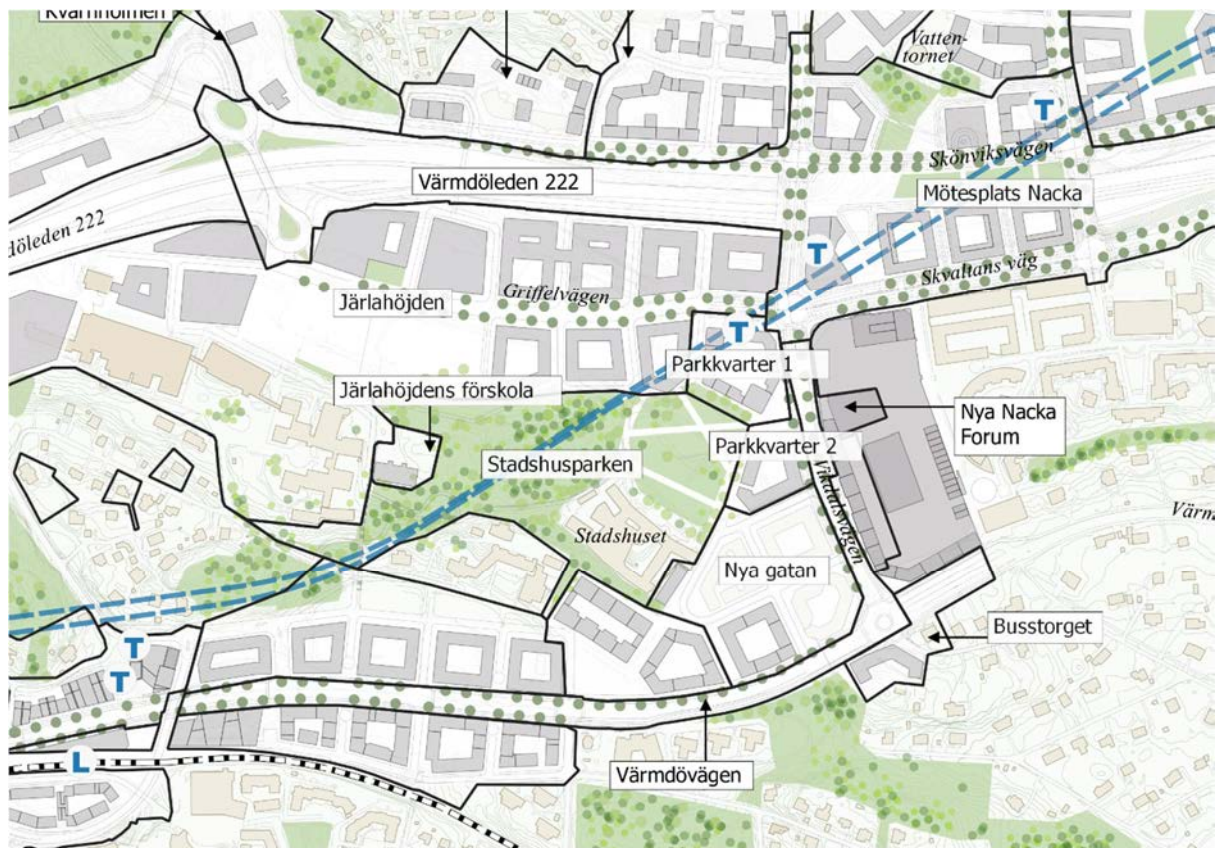 Kvarnholmen
Vatten-
tornet
T
Skönviksvägen
Värmdöleden 222
Mötesplats Nacka
döleden 222
T
Skvaltans väg
Järlahöjden
Griffelvägen
T
Parkkvarter 1
Järlahöjdens förskola
Nya Nacka
Forum
Parkkvarter 2
Stadshusparken
Vikdalsvägen
Värm
Stadshuset
Nya gatan
Busstorget
T
T
L
Värmdövägen